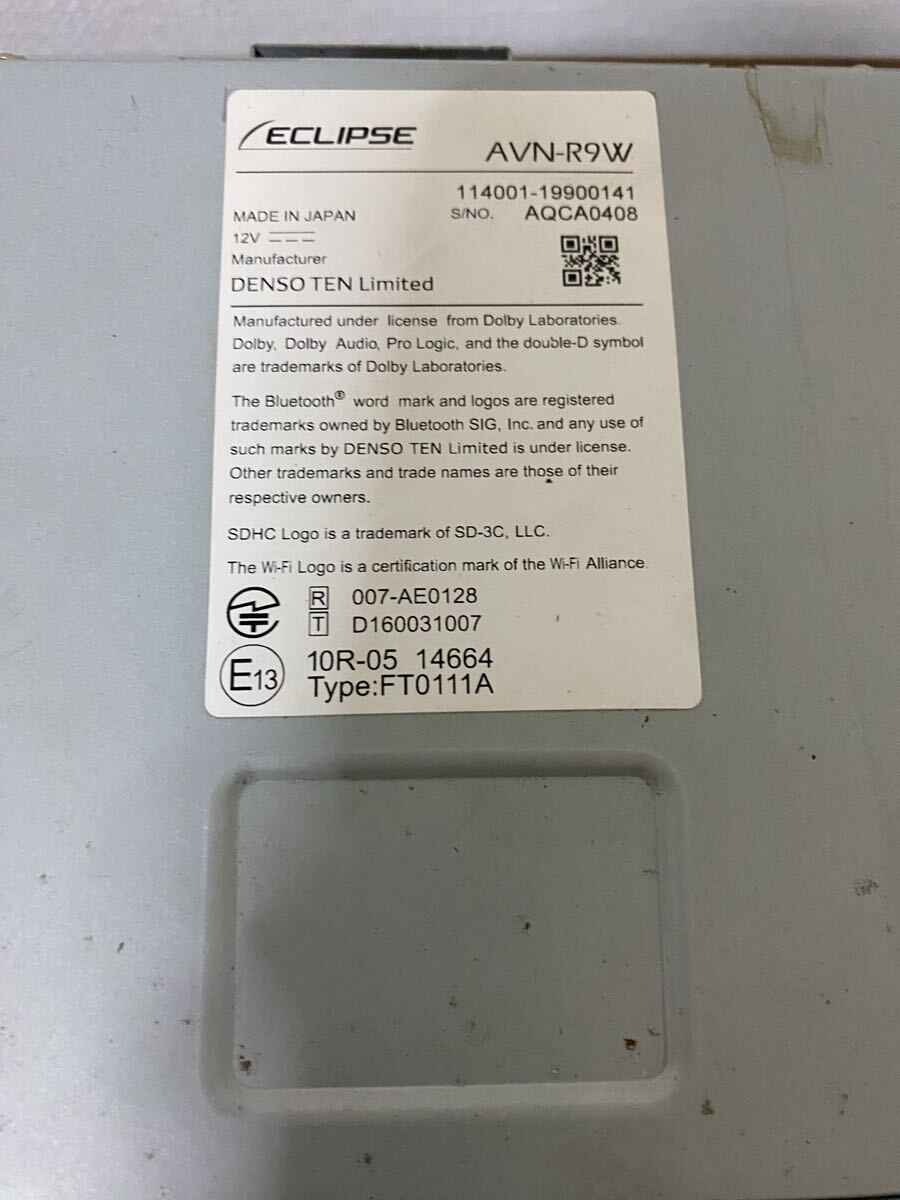 ECLIPSE
AVN-R9W
114001-19900141
MADE IN JAPAN
S/NO. AQCA0408
12V
Manufacturer
DENSO TEN Limited
Manufactured under license from Dolby Laboratories.
Dolby, Dolby Audio, Pro Logic, and the double-D symbol
are trademarks of Dolby Laboratories.
The Bluetooth® word mark and logos are registered
trademarks owned by Bluetooth SIG, Inc. and any use of
such marks by DENSO TEN Limited is under license.
Other trademarks and trade names are those of their
respective owners.
SDHC Logo is a trademark of SD-3C, LLC.
The Wi-Fi Logo is a certification mark of the Wi-Fi Alliance.
R 007-AE0128
T D160031007
E13 10R-05 14664
Type:FT0111A